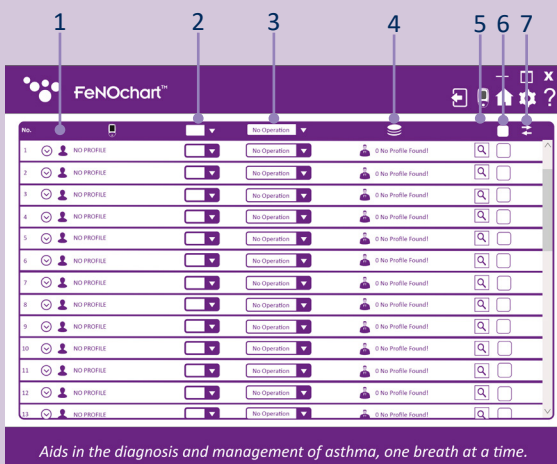 1 2 3 4 5 6 7
FeNOchart™
?
No. No Operation
1 NO PROFILE No Operation 0 No Profile Found!
2 NO PROFILE No Operation 0 No Profile Found!
3 NO PROFILE No Operation 0 No Profile Found!
4 NO PROFILE No Operation 0 No Profile Found!
5 NO PROFILE No Operation 0 No Profile Found!
6 NO PROFILE No Operation 0 No Profile Found!
7 NO PROFILE No Operation 0 No Profile Found!
8 NO PROFILE No Operation 0 No Profile Found!
9 NO PROFILE No Operation 0 No Profile Found!
10 NO PROFILE No Operation 0 No Profile Found!
11 NO PROFILE No Operation 0 No Profile Found!
12 NO PROFILE No Operation 0 No Profile Found!
13 NO PROFILE No Operation 0 No Profile Found!
Aids in the diagnosis and management of asthma, one breath at a time.